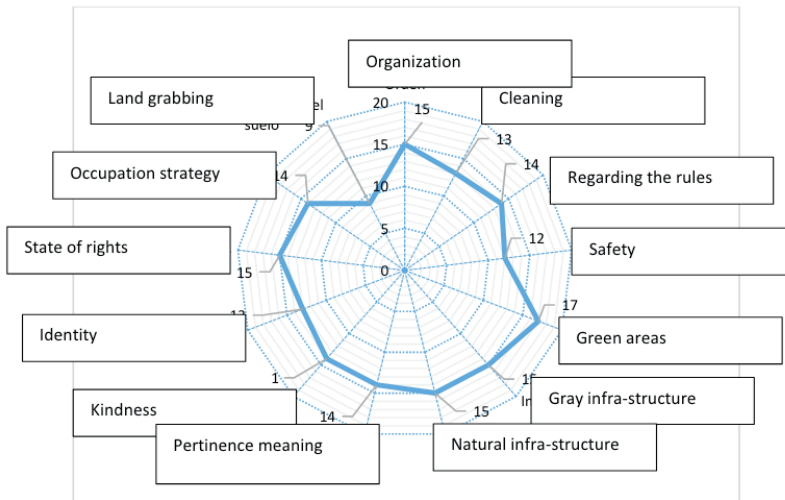 Organization
Land grabbing
Cleaning
suelo
9
20
15
13
15
14
14
Occupation strategy
Regarding the rules
10
5
12
State of rights
Safety
0
15
17
Identity
Green areas
Kindness
Gray infra-structure
14
15
Pertinence meaning
Natural infra-structure